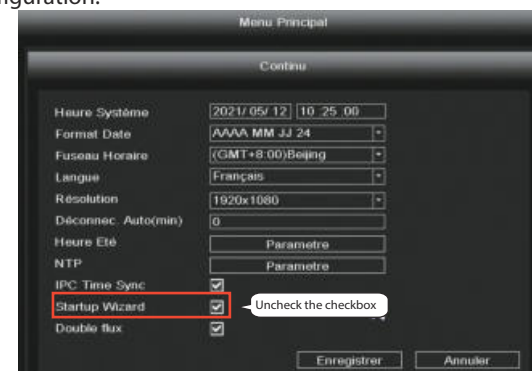 nfiguration.
Menu Principal
Continu
Heure Système 2021/ 05/ 12 10 :25 :00
Format Date AAAA MM JJ 24
Fuseau Horaire (GMT+8:00)Beijing
Langue Français
Résolution 1920x1080
Déconnec. Auto(min) 0
Heure Eté Parametre
NTP Parametre
IPC Time Sync
Startup Wizard Uncheck the checkbox
Double flux
Enregistrer Annuler